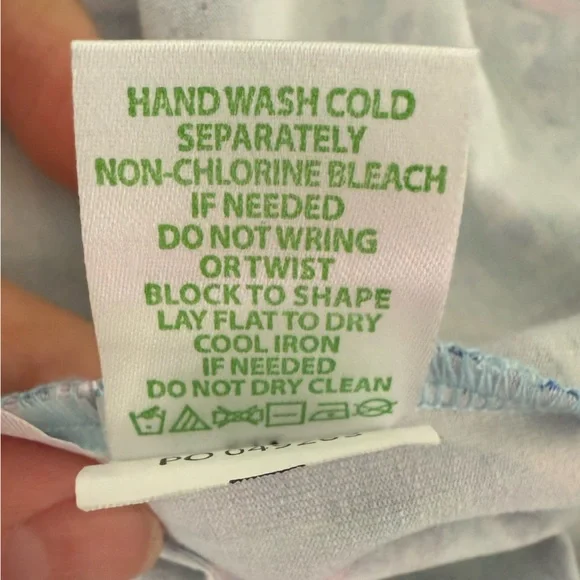 HAND WASH COLD
SEPARATELY
NON-CHLORINE BLEACH
IF NEEDED
DO NOT WRING
OR TWIST
BLOCK TO SHAPE
LAY FLAT TO DRY
COOL IRON
IF NEEDED
DO NOT DRY CLEAN
PO